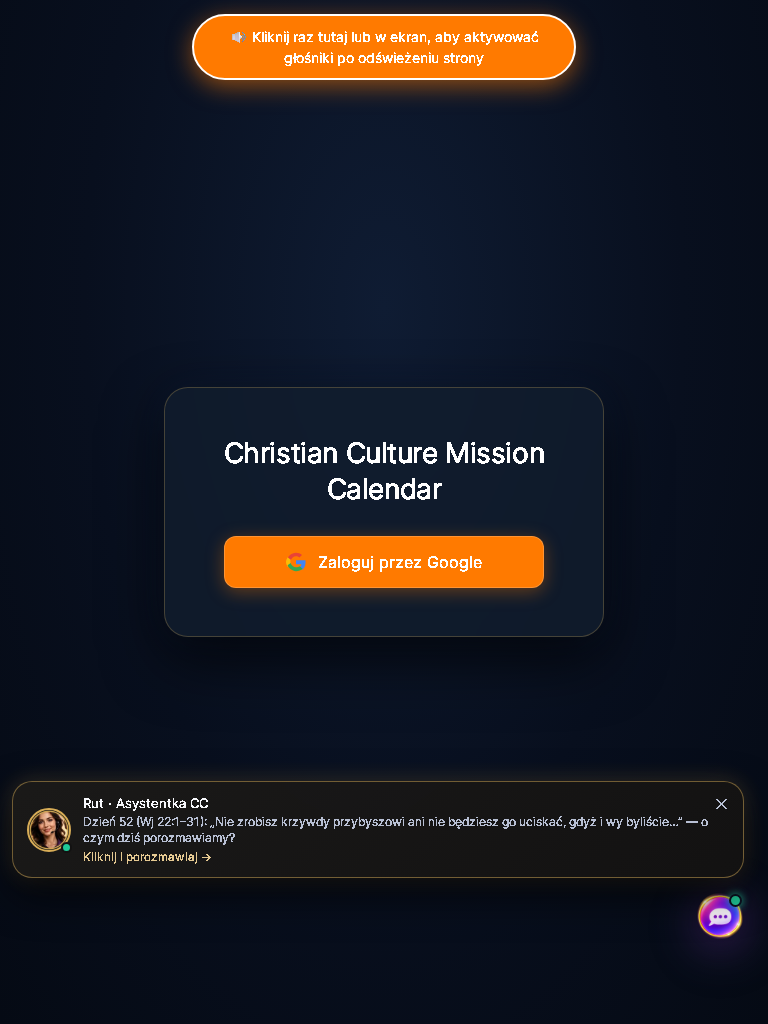 Kliknij raz tutaj lub w ekran, aby aktywować
głośniki po odświeżeniu strony
Christian Culture Mission
Calendar
Zaloguj przez Google
Rut · Asystentka CC
Dzień 52 (Wj 22:1–31): „Nie zrobisz krzywdy przybyszowi ani nie będziesz go uciskać, gdyż i wy byliście…” — o
czym dziś porozmawiamy?
Kliknij i porozmawiaj →